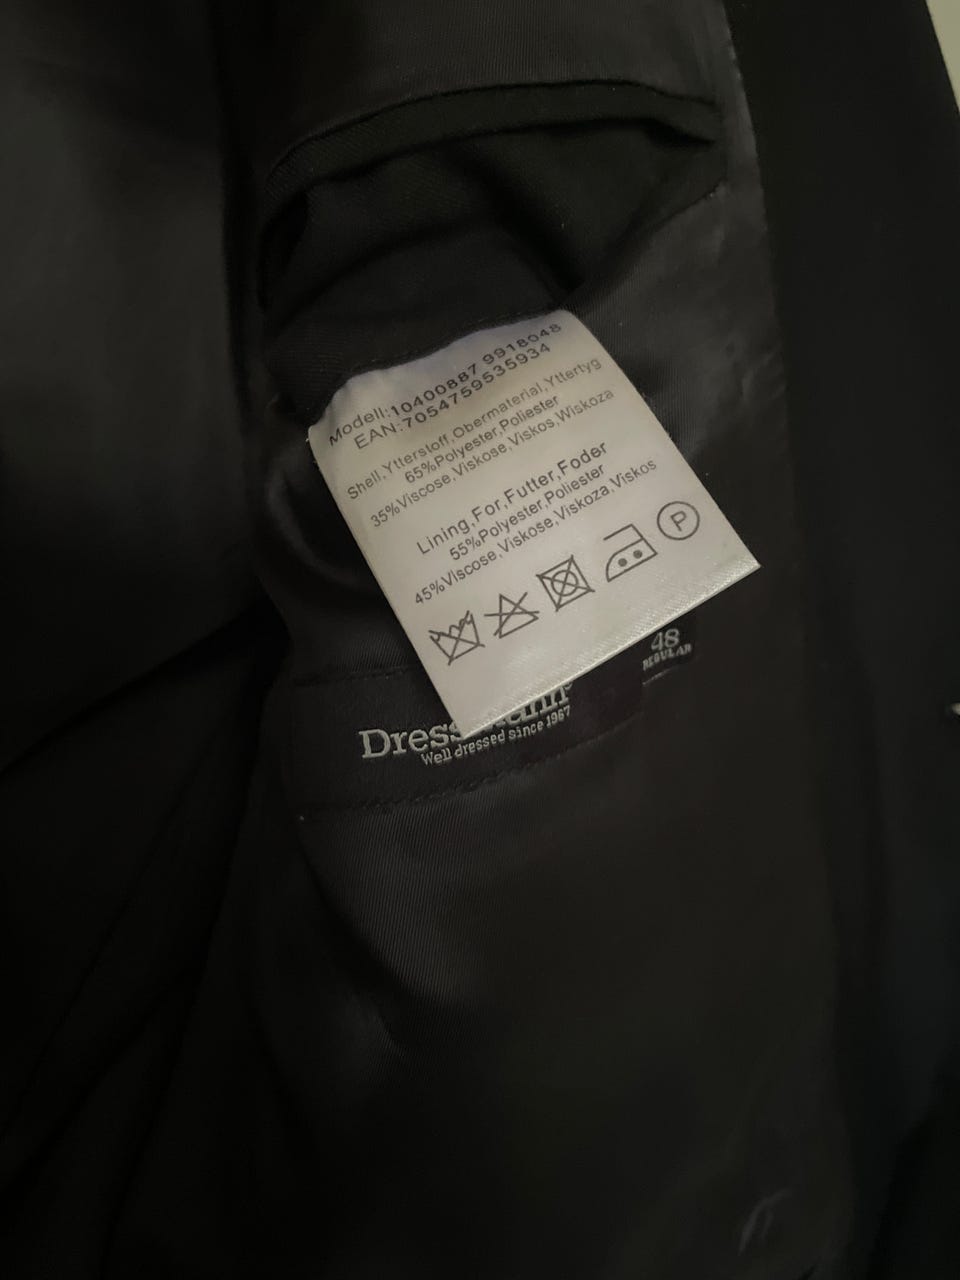 Modell:10400887 9918048
EAN:7054759535934
Shell,Ytterstoff,Obermaterial,Yttertyg
65%Polyester,Poliester
35%Viscose,Viskose,Viskos,Wiskoza
Lining,For,Futter,Foder
55%Polyester,Poliester
45%Viscose,Viskose,Viskoza,Viskos
P
48
REGULAR
Dressmann
Well dressed since 1967